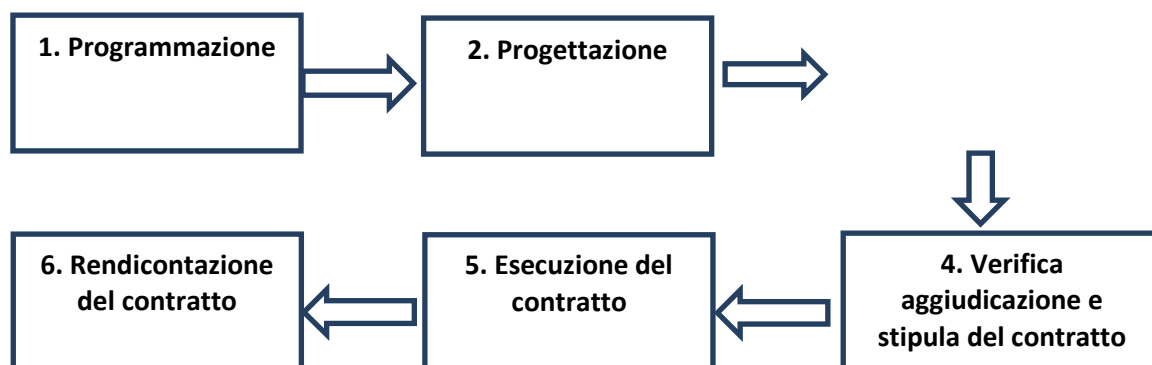 1. Programmazione
2. Progettazione
6. Rendicontazione
del contratto
5. Esecuzione del
contratto
4. Verifica
aggiudicazione e
stipula del contratto